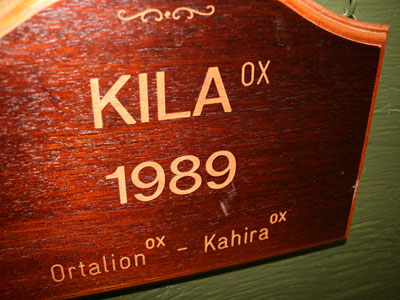 KILA OX
1989
Ortalion OX - Kahira OX